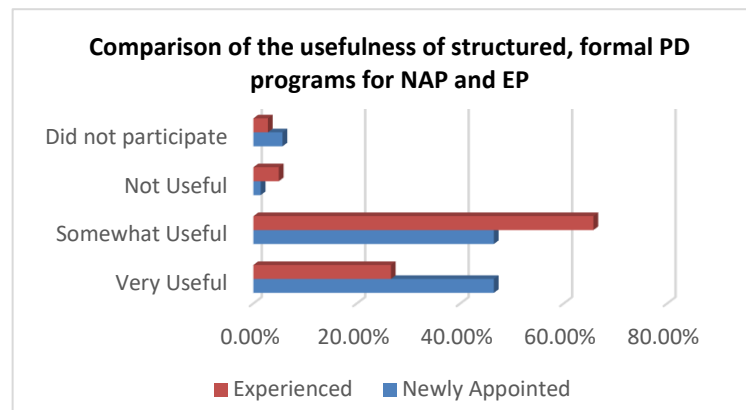 Comparison of the usefulness of structured, formal PD
programs for NAP and EP
Did not participate
Not Useful
Somewhat Useful
Very Useful
0.00% 20.00% 40.00% 60.00% 80.00%
Experienced Newly Appointed